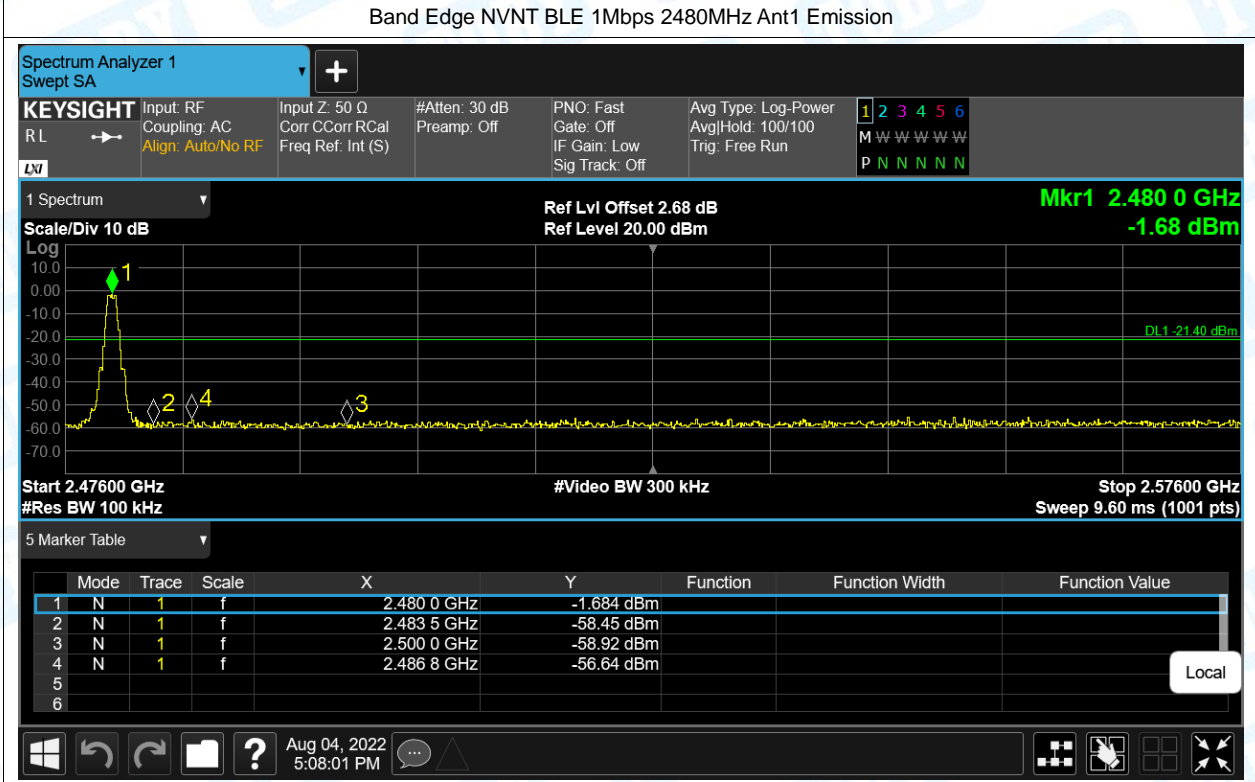 Band Edge NVNT BLE 1Mbps 2480MHz Ant1 Emission
Spectrum Analyzer 1
Swept SA
KEYSIGHT
R L
LXI
Input: RF
Coupling: AC
Align: Auto/No RF
Input Z: 50 Ω
Corr CCorr RCal
Freq Ref: Int (S)
#Atten: 30 dB
Preamp: Off
PNO: Fast
Gate: Off
IF Gain: Low
Sig Track: Off
Avg Type: Log-Power
Avg|Hold: 100/100
Trig: Free Run
1 2 3 4 5 6
M W W W W W
P N N N N N
1 Spectrum
Scale/Div 10 dB
Ref Lvl Offset 2.68 dB
Ref Level 20.00 dBm
Mkr1 2.480 0 GHz
-1.68 dBm
Log
10.0
0.00
-10.0
-20.0
-30.0
-40.0
-50.0
-60.0
-70.0
1
2
4
3
DL1 -21.40 dBm
Start 2.47600 GHz
#Res BW 100 kHz
#Video BW 300 kHz
Stop 2.57600 GHz
Sweep 9.60 ms (1001 pts)
5 Marker Table
Mode Trace Scale X Y Function Function Width Function Value
1 N 1 f 2.480 0 GHz -1.684 dBm
2 N 1 f 2.483 5 GHz -58.45 dBm
3 N 1 f 2.500 0 GHz -58.92 dBm
4 N 1 f 2.486 8 GHz -56.64 dBm
5
6
Local
?
Aug 04, 2022
5:08:01 PM